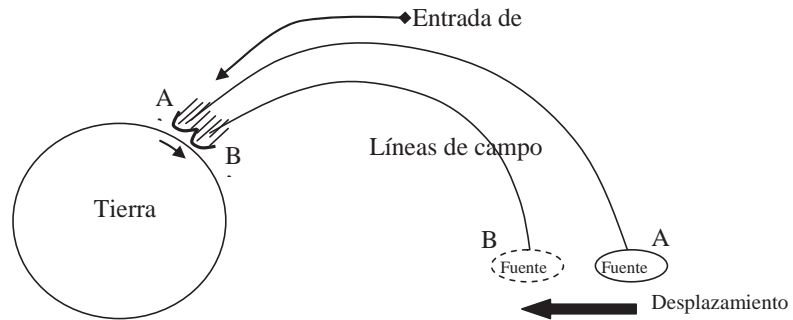 Entrada de
A
B
Líneas de campo
Tierra
B
A
Fuente
Fuente
Desplazamiento